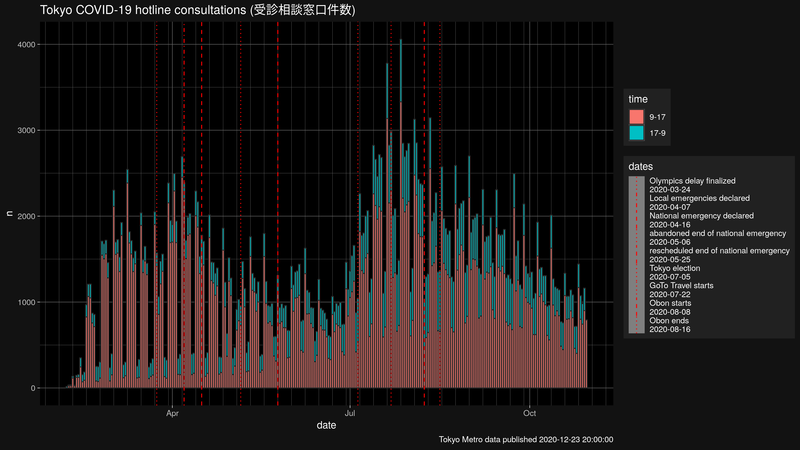 Tokyo COVID-19 hotline consultations (受診相談窓口件数)
4000
3000
2000
1000
0
n
Apr
Jul
Oct
date
time
9-17
17-9
dates
Olympics delay finalized
2020-03-24
Local emergencies declared
2020-04-07
National emergency declared
2020-04-16
abandoned end of national emergency
2020-05-06
rescheduled end of national emergency
2020-05-25
Tokyo election
2020-07-05
GoTo Travel starts
2020-07-22
Obon starts
2020-08-08
Obon ends
2020-08-16
Tokyo Metro data published 2020-12-23 20:00:00